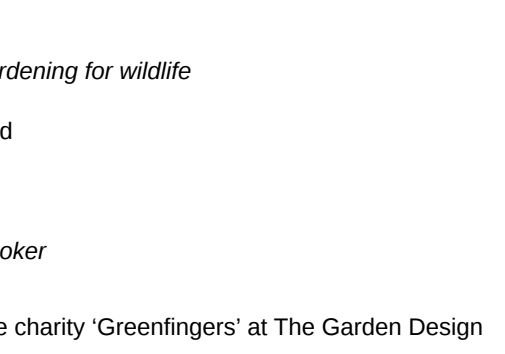 rdening for wildlife
d
oker
e charity ‘Greenfingers’ at The Garden Design